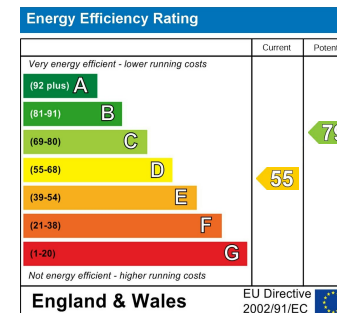 Energy Efficiency Rating
Current
Very energy efficient - lower running costs
(92 plus) A
(81-91) B
(69-80) C
(55-68) D
(39-54) E
(21-38) F
(1-20) G
55
Not energy efficient - higher running costs
England & Wales
EU Directive
2002/91/EC